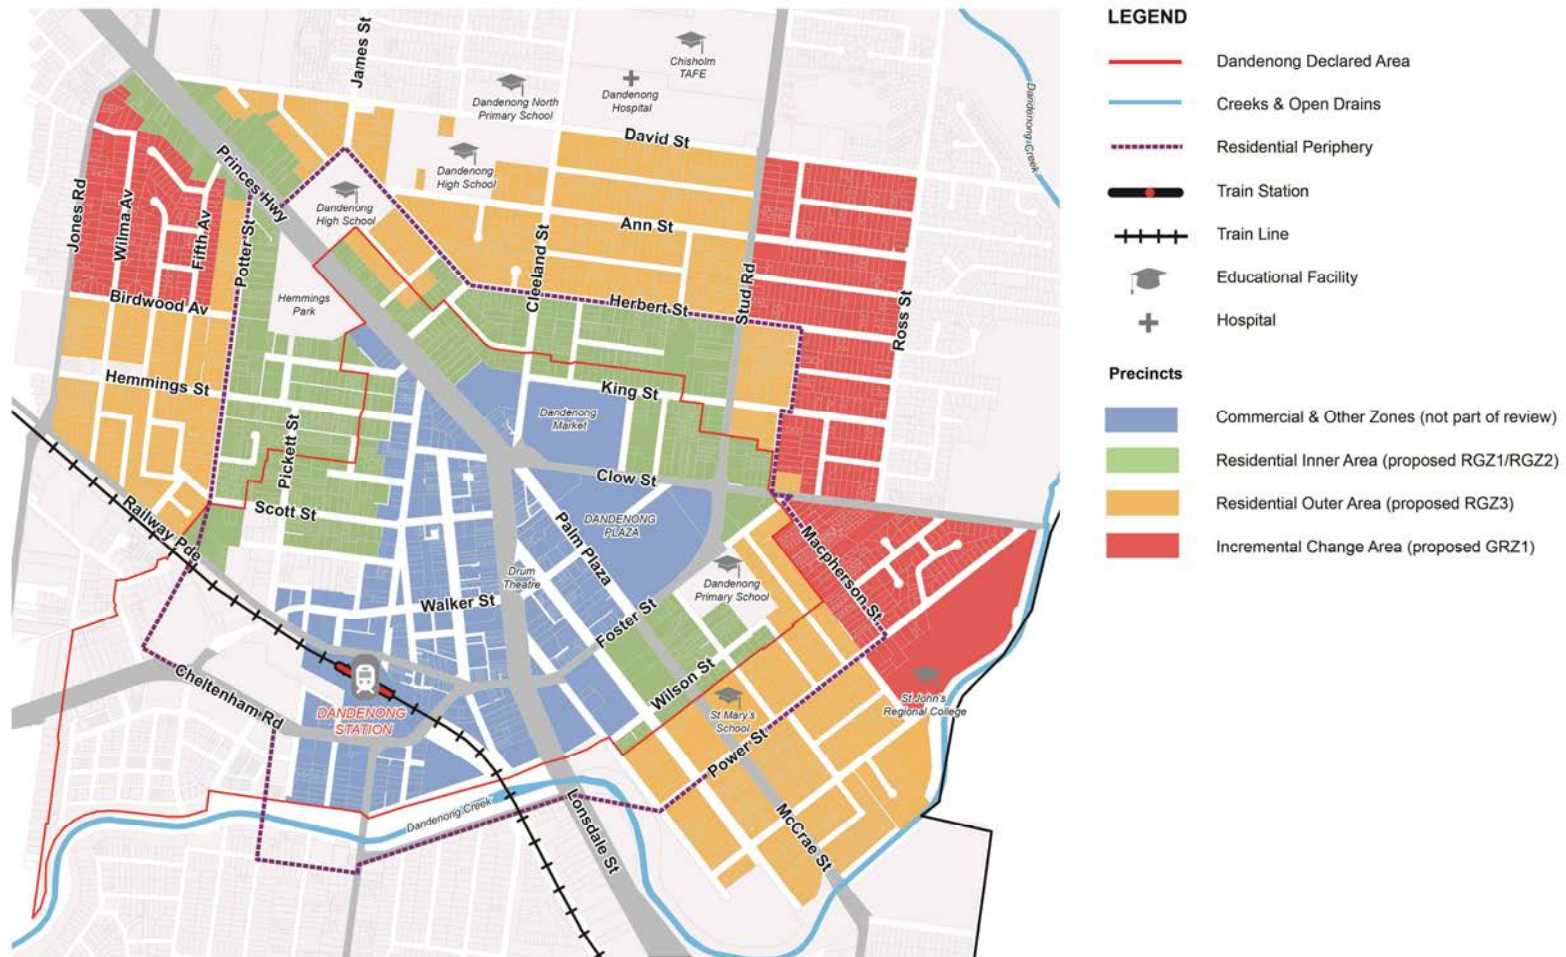 James St
Chisholm
TAFE
Dandenong North
Primary School
Dandenong
Hospital
Dandenong Creek
David St
Dandenong
High School
Princes Hwy
Dandenong
High School
Jones Rd
Wilma Av
Fifth Av
Potter St
Ann St
Cleeland St
Stud Rd
Ross St
Birdwood Av
Hemmings
Park
Herbert St
Hemmings St
King St
Dandenong
Market
Pickett St
Clow St
Scott St
Railway Pde
DANDENONG
PLAZA
Palm Plaza
Macpherson St
Drum
Theatre
Dandenong
Primary School
Walker St
Foster St
Wilson St
Cheltenham Rd
DANDENONG
STATION
St Mary's
School
St John's
Regional College
Power St
Dandenong Creek
Lonsdale St
McCrae St
LEGEND
Dandenong Declared Area
Creeks & Open Drains
Residential Periphery
Train Station
Train Line
Educational Facility
Hospital
Precincts
Commercial & Other Zones (not part of review)
Residential Inner Area (proposed RGZ1/RGZ2)
Residential Outer Area (proposed RGZ3)
Incremental Change Area (proposed GRZ1)